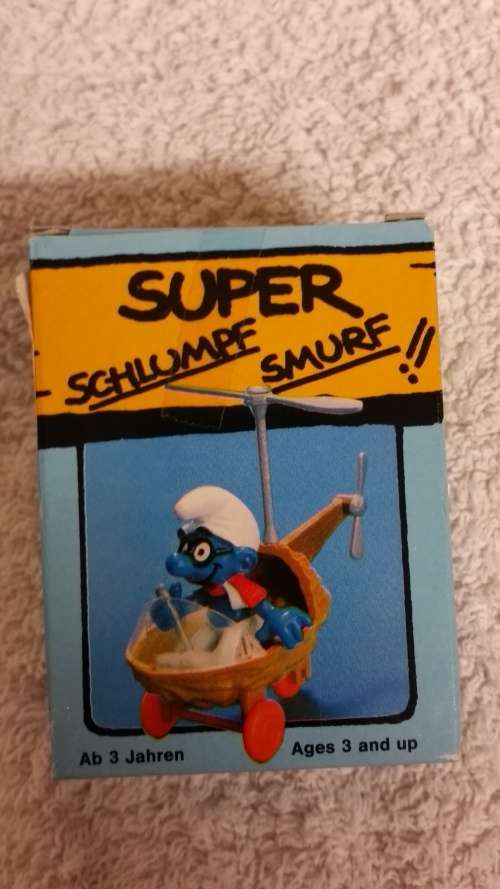 SUPER
SCHLUMPF SMURF!!
Ab 3 Jahren
Ages 3 and up